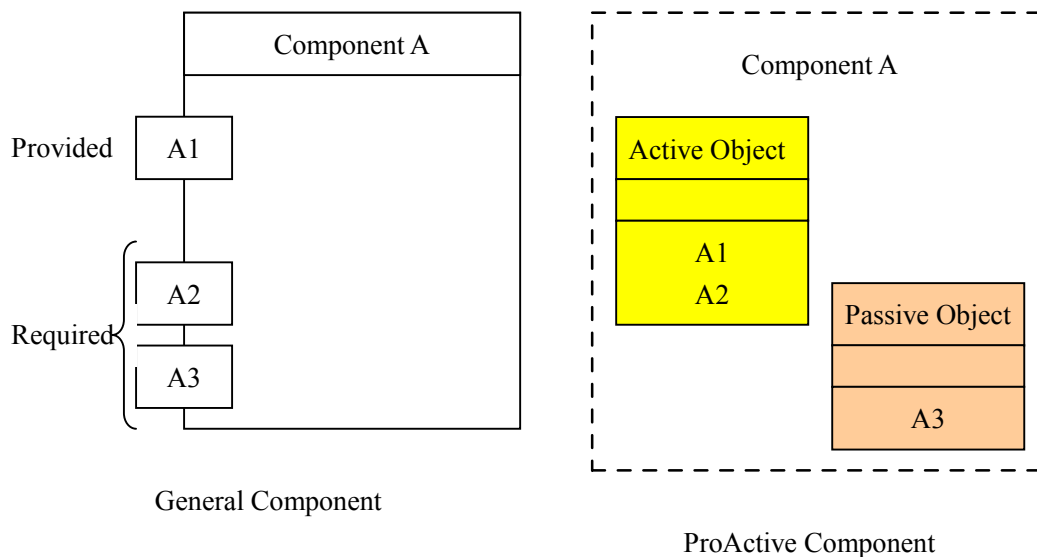 Component A
Provided
A1
Required
A2
A3
General Component
Component A
Active Object
A1
A2
Passive Object
A3
ProActive Component